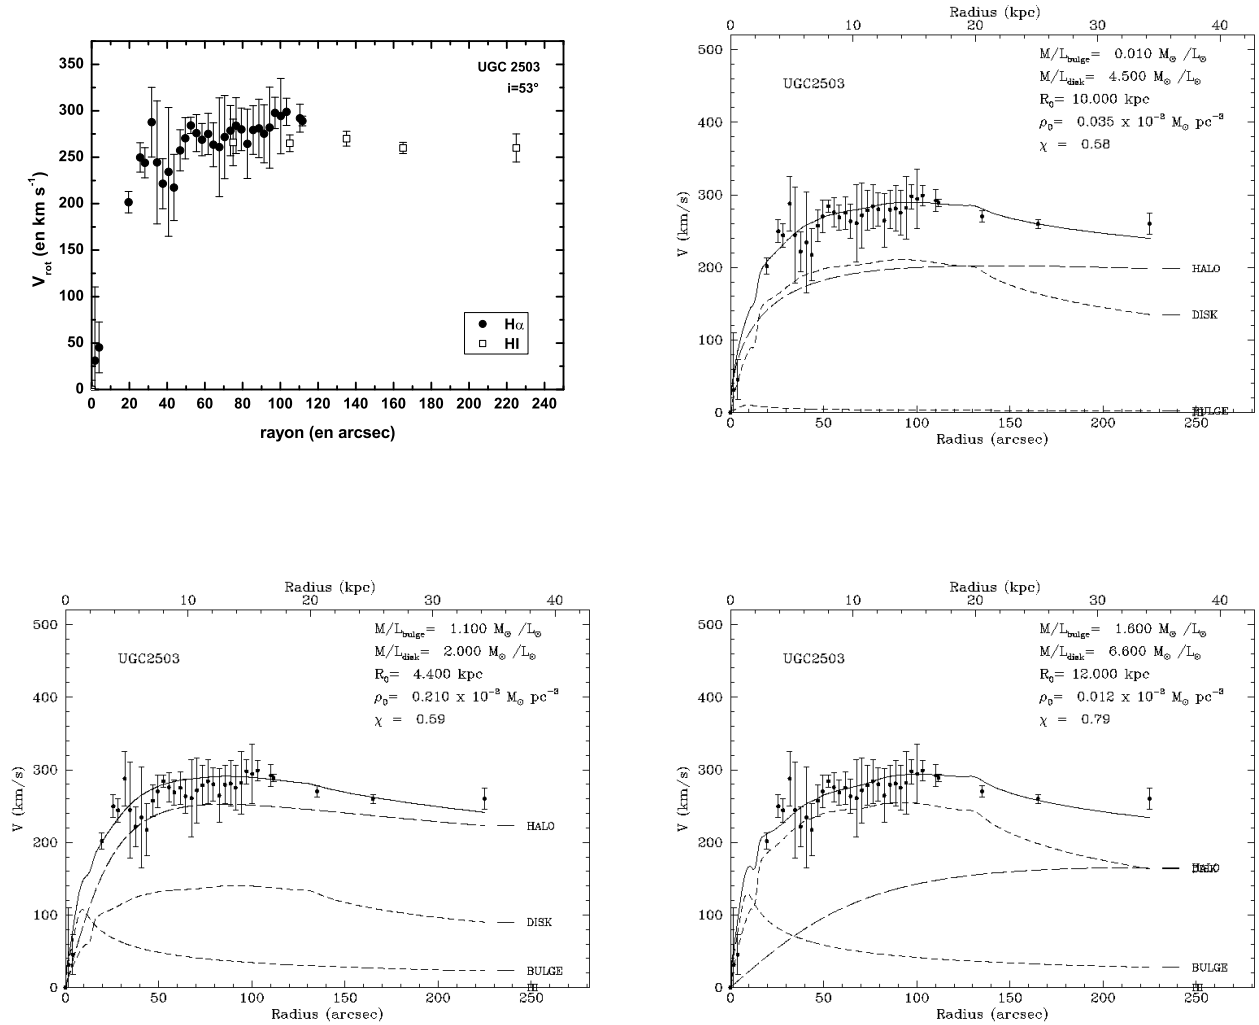 UGC 2503
i=53°
Hα
HI
350
300
250
200
150
100
50
0
V_rot (en km s⁻¹)
0 20 40 60 80 100 120 140 160 180 200 220 240
rayon (en arcsec)
Radius (kpc)
0 10 20 30 40
M/L_bulge= 0.010 M⊙ /L⊙
UGC2503
M/L_disk= 4.500 M⊙ /L⊙
R₀= 10.000 kpc
ρ₀= 0.035 x 10⁻² M⊙ pc⁻³
χ = 0.58
500
400
300
200
100
0
V (km/s)
HALO
DISK
BULGE
0 50 100 150 200 250
Radius (arcsec)
Radius (kpc)
0 10 20 30 40
M/L_bulge= 1.100 M⊙ /L⊙
UGC2503
M/L_disk= 2.000 M⊙ /L⊙
R₀= 4.400 kpc
ρ₀= 0.210 x 10⁻² M⊙ pc⁻³
χ = 0.59
500
400
300
200
100
0
V (km/s)
HALO
DISK
BULGE
0 50 100 150 200 250
Radius (arcsec)
Radius (kpc)
0 10 20 30 40
M/L_bulge= 1.600 M⊙ /L⊙
UGC2503
M/L_disk= 6.600 M⊙ /L⊙
R₀= 12.000 kpc
ρ₀= 0.012 x 10⁻² M⊙ pc⁻³
χ = 0.79
500
400
300
200
100
0
V (km/s)
BULGE
0 50 100 150 200 250
Radius (arcsec)